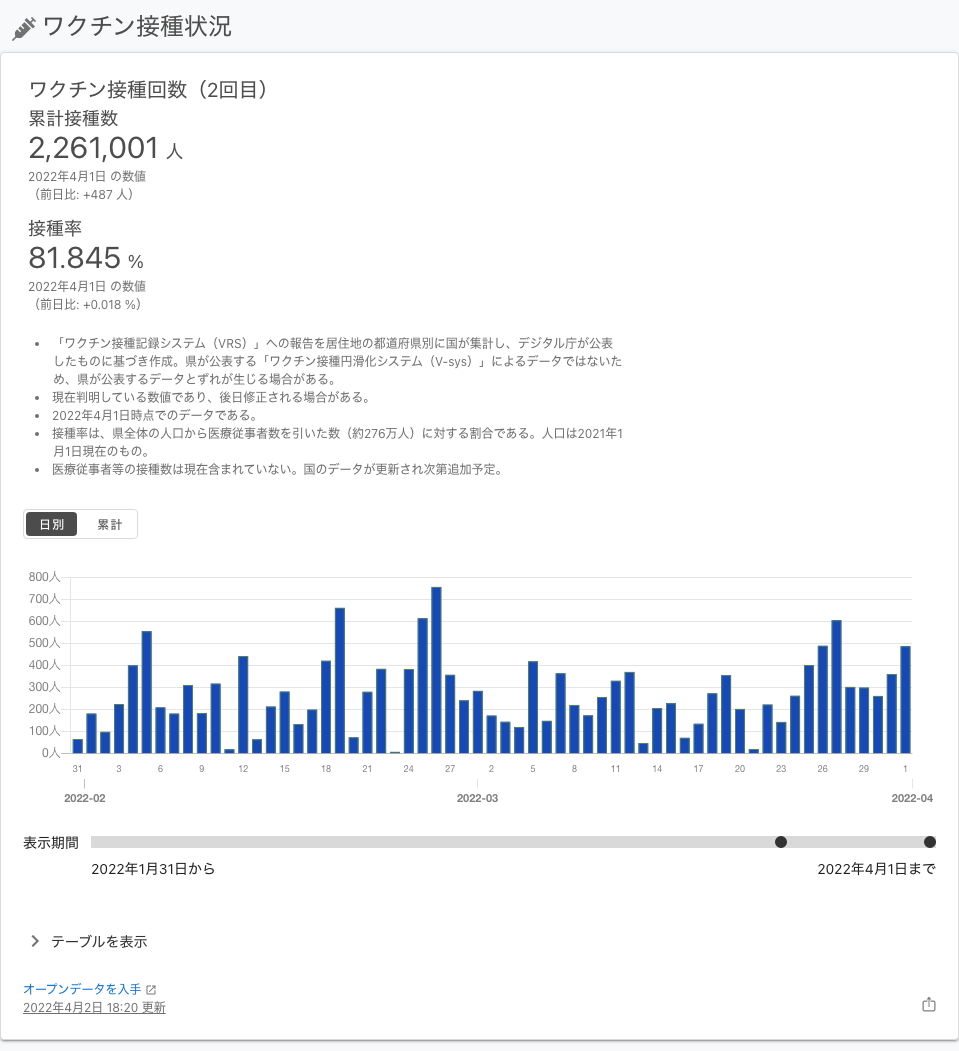 ワクチン接種状況
ワクチン接種回数（2回目）
累計接種数
2,261,001 人
2022年4月1日 の数値
（前日比: +487 人）
接種率
81.845 %
2022年4月1日 の数値
（前日比: +0.018 %）
• 「ワクチン接種記録システム（VRS）」への報告を居住地の都道府県別に国が集計し、デジタル庁が公表
したものに基づき作成。県が公表する「ワクチン接種円滑化システム（V-sys）」によるデータではないた
め、県が公表するデータとずれが生じる場合がある。
• 現在判明している数値であり、後日修正される場合がある。
• 2022年4月1日時点でのデータである。
• 接種率は、県全体の人口から医療従事者数を引いた数（約276万人）に対する割合である。人口は2021年1
月1日現在のもの。
• 医療従事者等の接種数は現在含まれていない。国のデータが更新され次第追加予定。
日別 累計
800人
700人
600人
500人
400人
300人
200人
100人
0人
31 3 6 9 12 15 18 21 24 27 2 5 8 11 14 17 20 23 26 29 1
2022-02 2022-03 2022-04
表示期間
2022年1月31日から 2022年4月1日まで
テーブルを表示
オープンデータを入手
2022年4月2日 18:20 更新